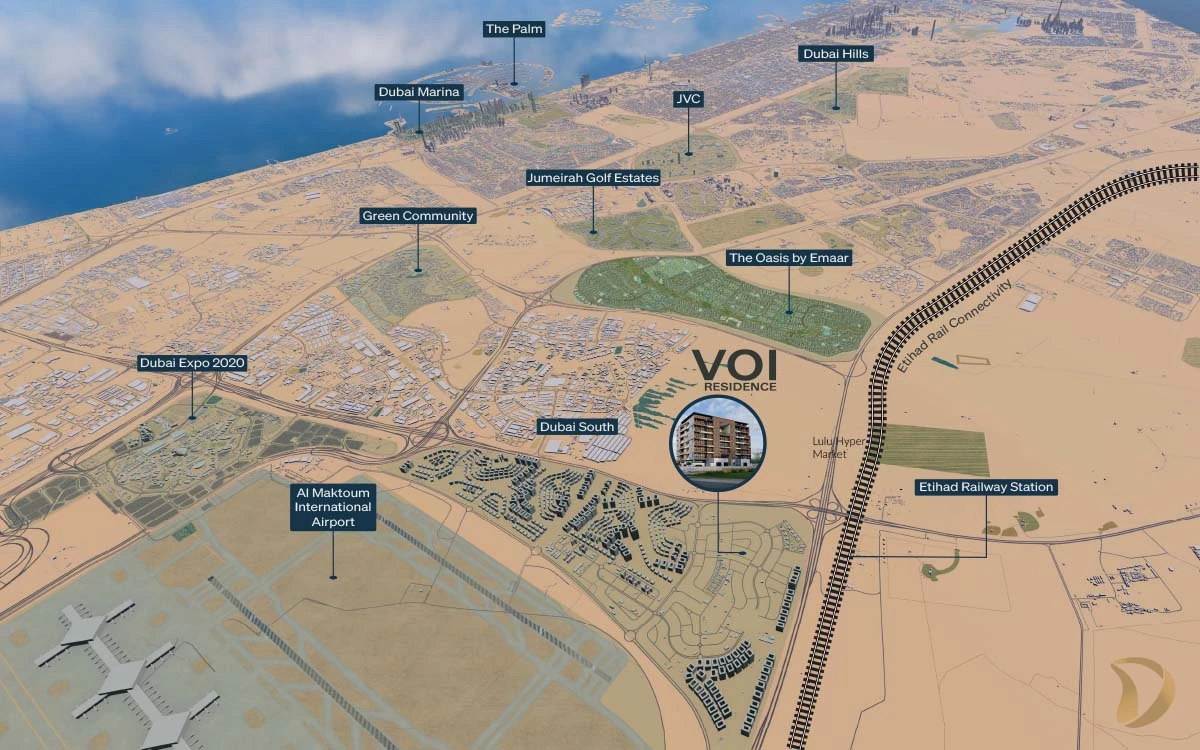 The Palm
Dubai Hills
Dubai Marina
JVC
Jumeirah Golf Estates
Green Community
The Oasis by Emaar
Etihad Rail Connectivity
VOI
RESIDENCE
Dubai Expo 2020
Dubai South
Lulu Hyper
Market
Al Maktoum
International
Airport
Etihad Railway Station